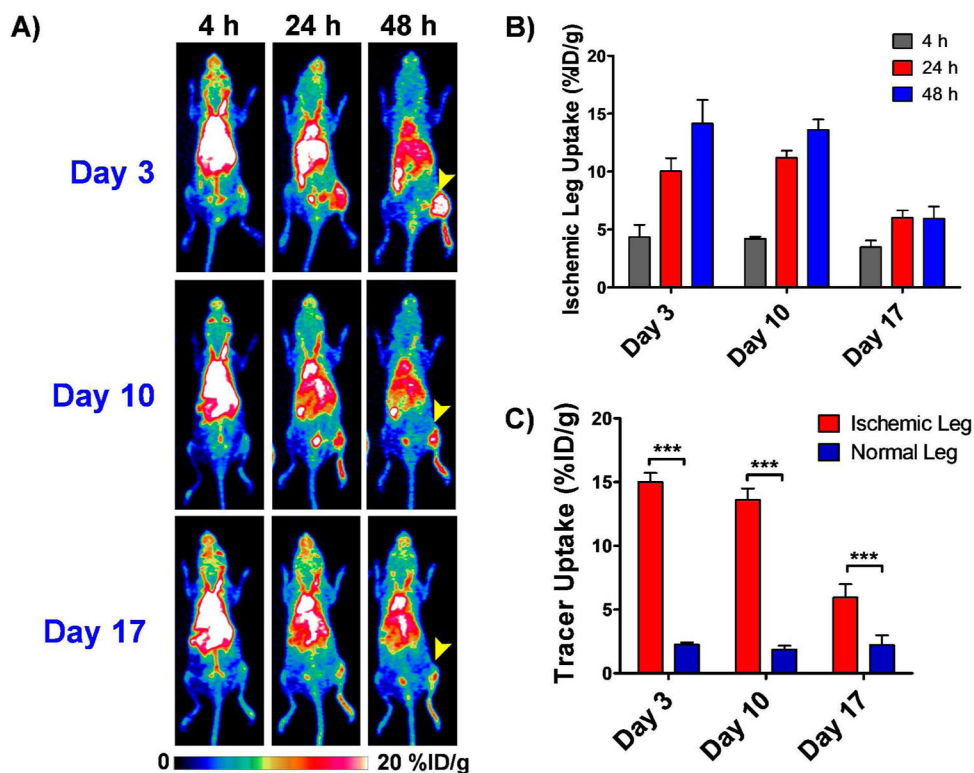 A)
4 h 24 h 48 h
Day 3
Day 10
Day 17
0 20 %ID/g
B)
Ischemic Leg Uptake (%ID/g)
20
15
10
5
0
4 h
24 h
48 h
Day 3 Day 10 Day 17
C)
Tracer Uptake (%ID/g)
20
15
10
5
0
Ischemic Leg
Normal Leg
***
***
***
Day 3 Day 10 Day 17